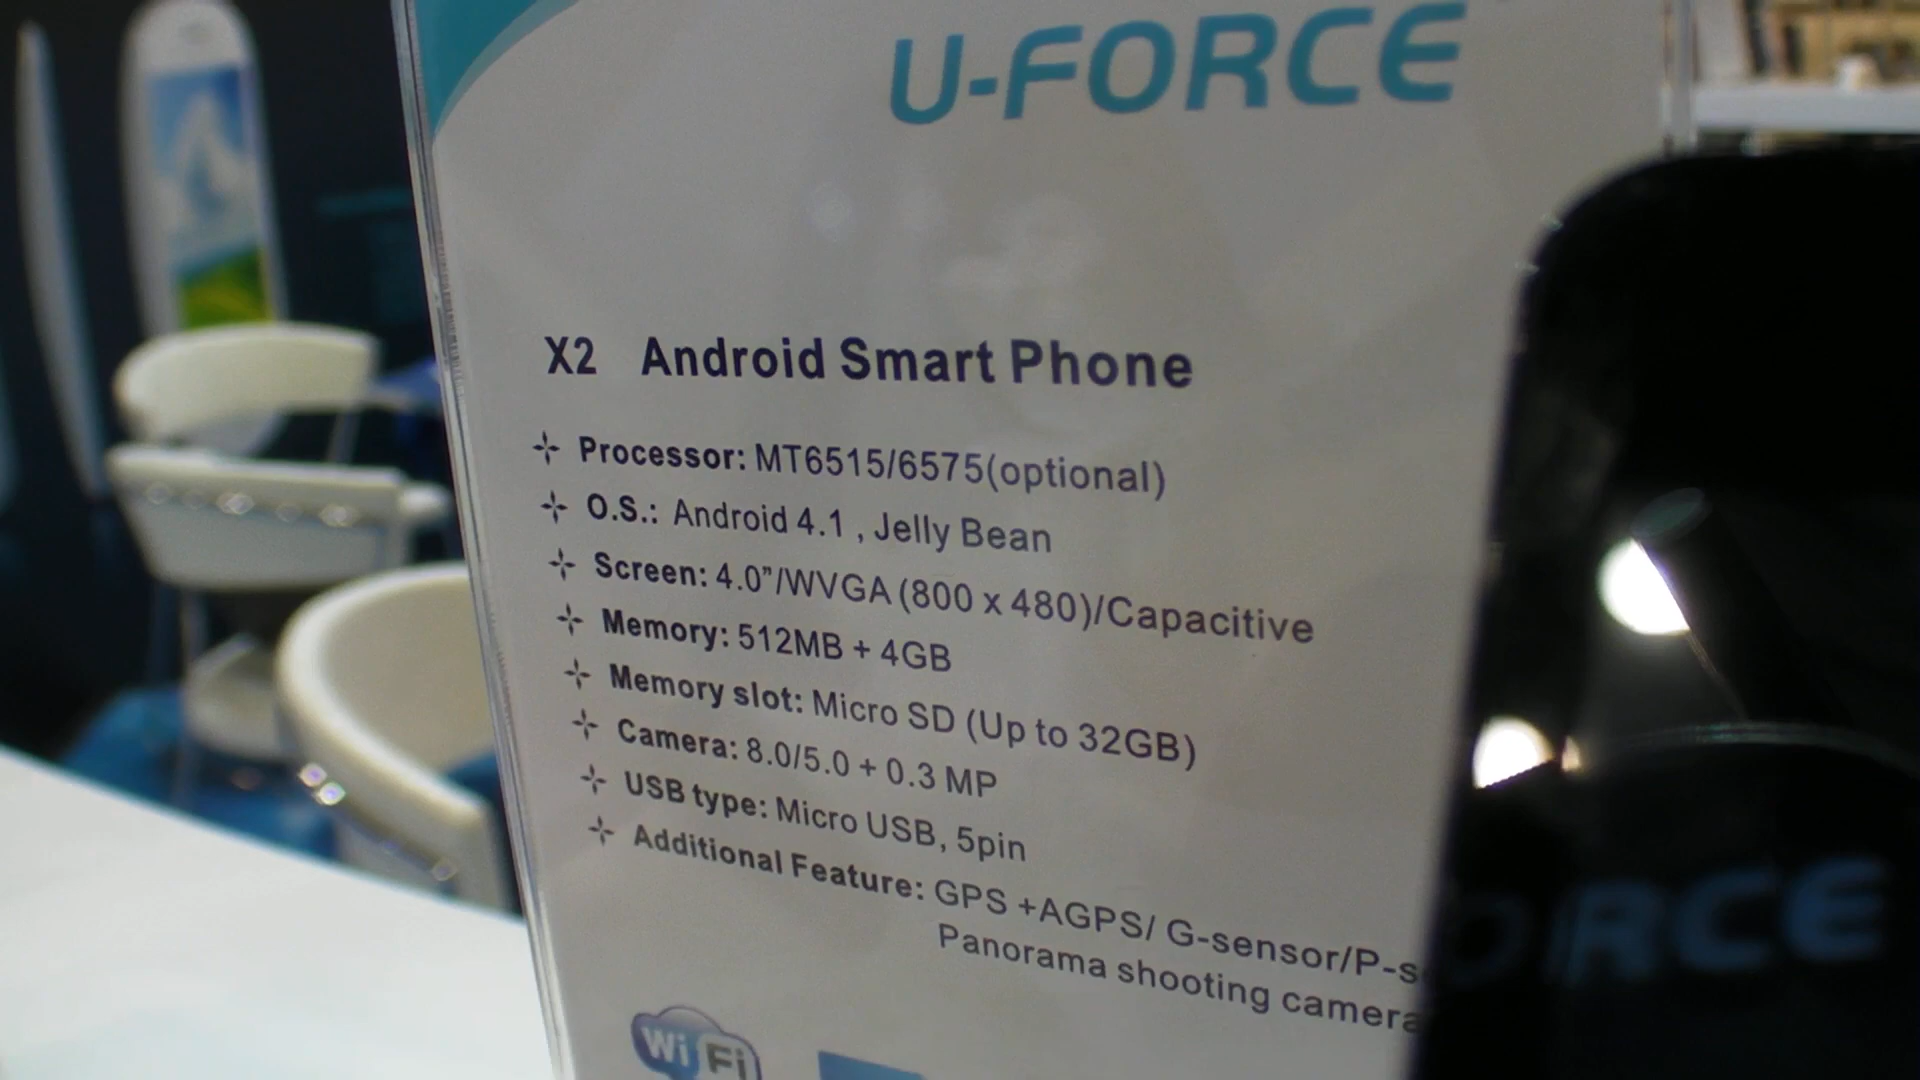 U-FORCE
X2 Android Smart Phone
Processor: MT6515/6575(optional)
O.S.: Android 4.1 , Jelly Bean
Screen: 4.0"/WVGA (800 x 480)/Capacitive
Memory: 512MB + 4GB
Memory slot: Micro SD (Up to 32GB)
Camera: 8.0/5.0 + 0.3 MP
USB type: Micro USB, 5pin
Additional Feature: GPS +AGPS/ G-sensor/P-s
Panorama shooting camera
WiFi
ORCE